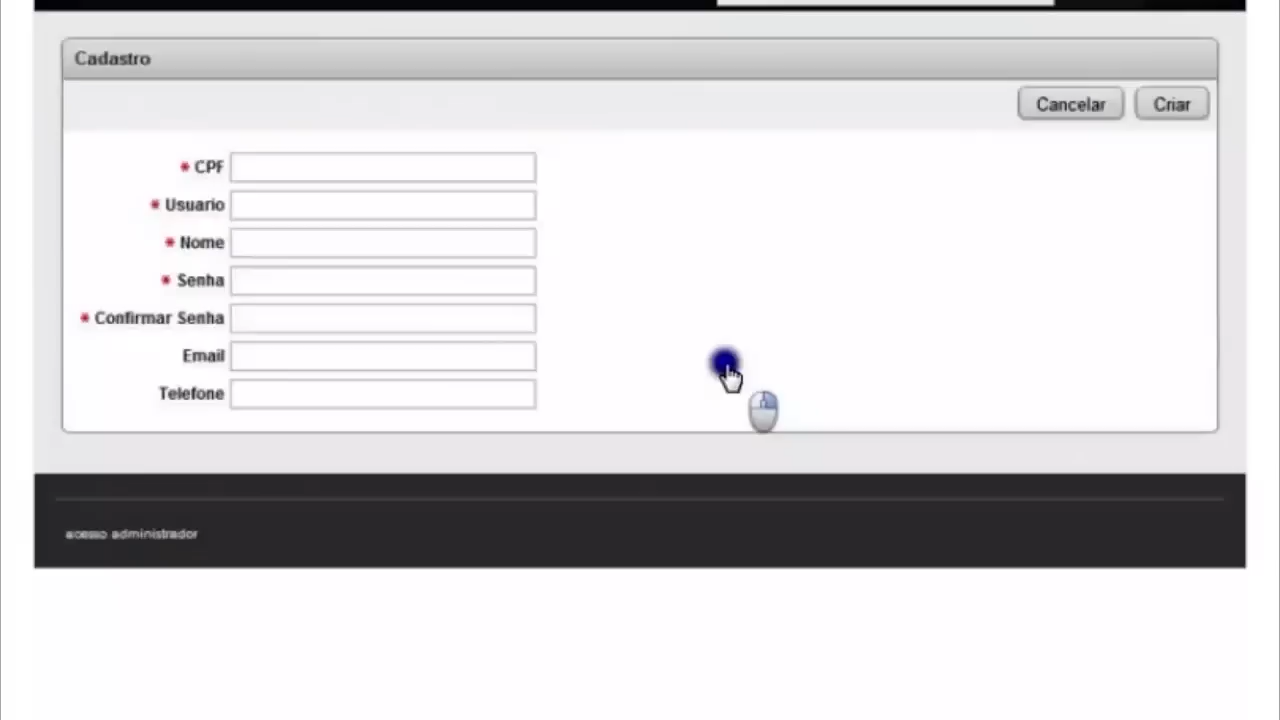 Cadastro
Cancelar Criar
* CPF
* Usuario
* Nome
* Senha
* Confirmar Senha
Email
Telefone
acesso administrador